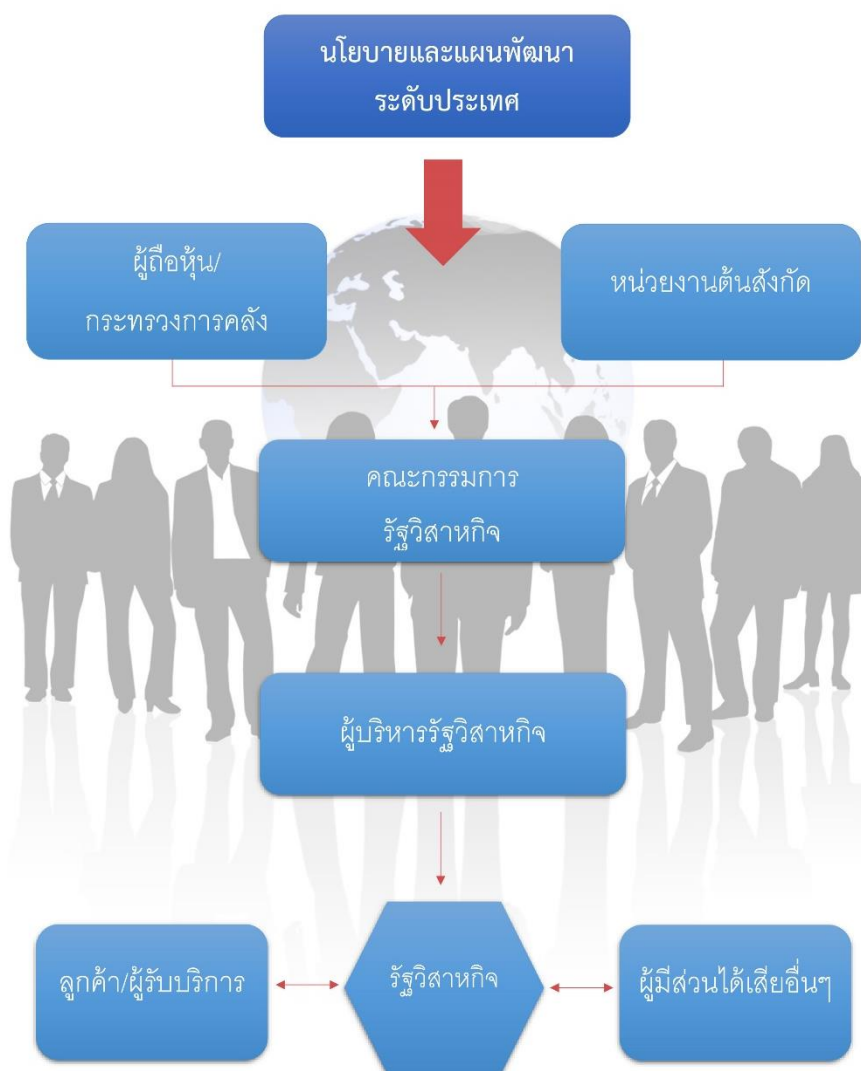 นโยบายและแผนพัฒนา
ระดับประเทศ
ผู้ถือหุ้น/
กระทรวงการคลัง
หน่วยงานต้นสังกัด
คณะกรรมการ
รัฐวิสาหกิจ
ผู้บริหารรัฐวิสาหกิจ
ลูกค้า/ผู้รับบริการ
รัฐวิสาหกิจ
ผู้มีส่วนได้เสียอื่นๆ